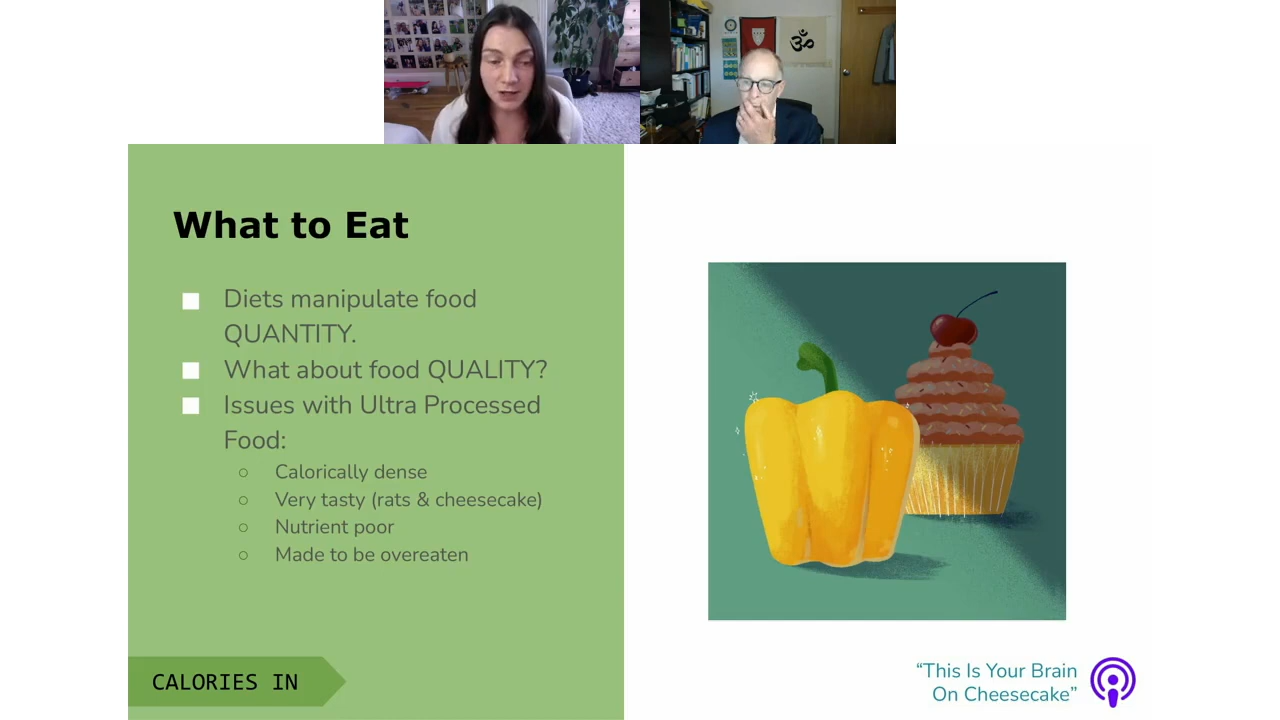 What to Eat
Diets manipulate food
QUANTITY.
What about food QUALITY?
Issues with Ultra Processed
Food:
Calorically dense
Very tasty (rats & cheesecake)
Nutrient poor
Made to be overeaten
CALORIES IN
“This Is Your Brain
On Cheesecake”